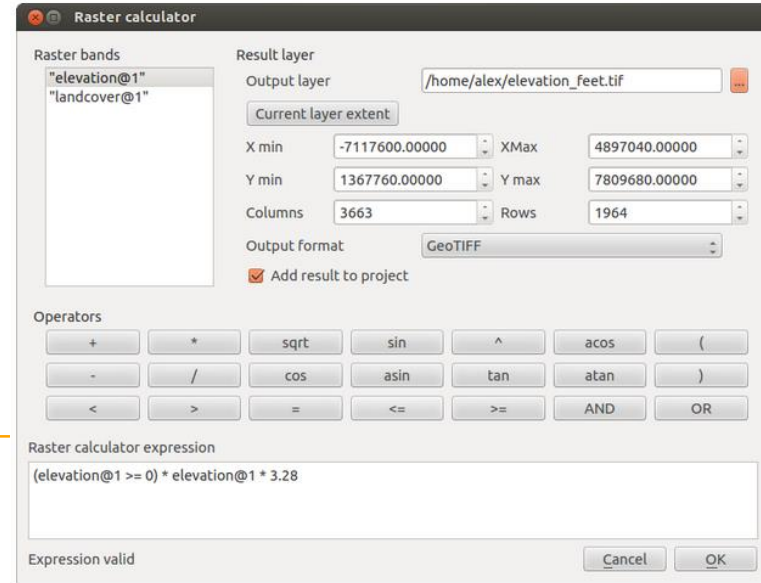 Raster calculator
Raster bands
"elevation@1"
"landcover@1"
Result layer
Output layer /home/alex/elevation_feet.tif ...
Current layer extent
X min -7117600.00000 XMax 4897040.00000
Y min 1367760.00000 Y max 7809680.00000
Columns 3663 Rows 1964
Output format GeoTIFF
Add result to project
Operators
+ * sqrt sin ^ acos (
- / cos asin tan atan )
< > = <= >= AND OR
Raster calculator expression
(elevation@1 >= 0) * elevation@1 * 3.28
Expression valid Cancel OK